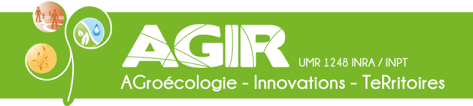 AGIR UMR 1248 INRA / INPT
AGroécologie - Innovations - TeRritoires